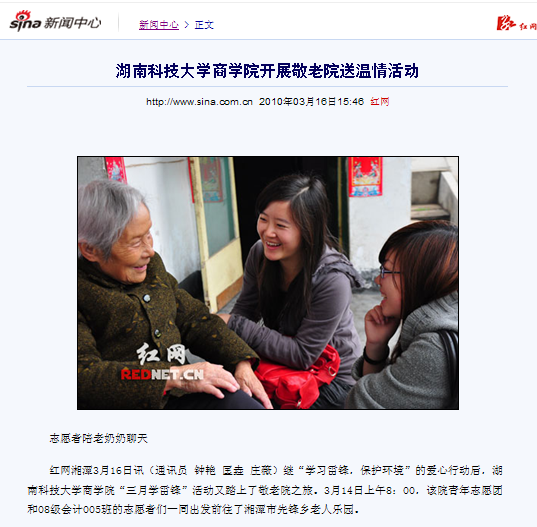 sina 新闻中心
红网
新闻中心 > 正文
湖南科技大学商学院开展敬老院送温情活动
http://www.sina.com.cn 2010年03月16日15:46 红网
红网
REDNET.CN
志愿者陪老奶奶聊天
红网湘潭3月16日讯（通讯员 钟艳 匡垚 庄薇）继“学习雷锋，保护环境”的爱心行动后，湖
南科技大学商学院“三月学雷锋”活动又踏上了敬老院之旅。3月14日上午8：00，该院青年志愿团
和08级会计005班的志愿者们一同出发前往了湘潭市光锋乡老人乐园。